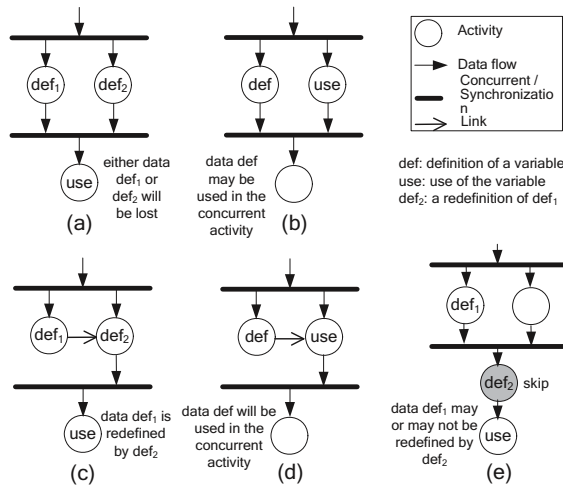 def1
def2
use
either data
def1 or
def2 will
be lost
(a)
def
use
data def
may be
used in the
concurrent
activity
(b)
Activity
Data flow
Concurrent /
Synchronizatio
n
Link
def: definition of a variable
use: use of the variable
def2: a redefinition of def1
def1
def2
use
data def1 is
redefined
by def2
(c)
def
use
data def will be
used in the
concurrent
activity
(d)
def1
def2
skip
data def1 may
or may not be
redefined by
def2
use
(e)